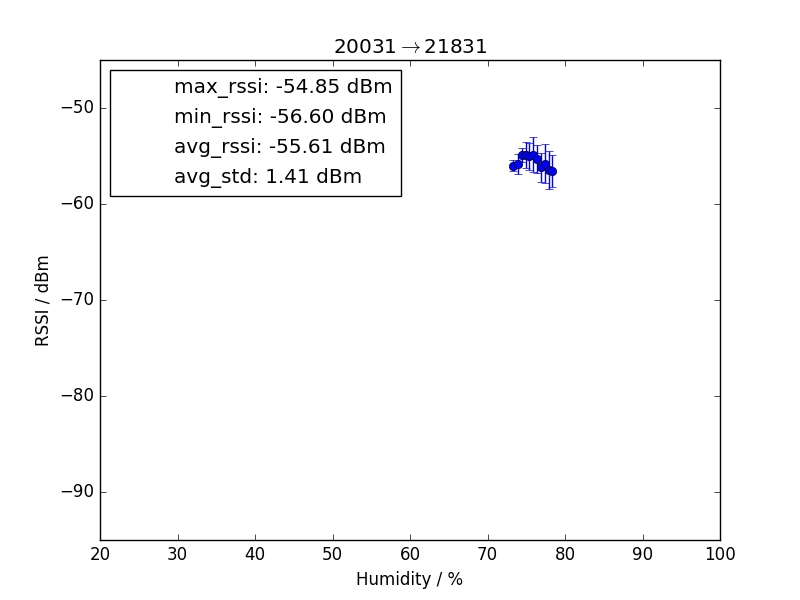 20031→21831
max_rssi: -54.85 dBm
min_rssi: -56.60 dBm
avg_rssi: -55.61 dBm
avg_std: 1.41 dBm
−50
−60
−70
−80
−90
RSSI / dBm
20 30 40 50 60 70 80 90 100
Humidity / %